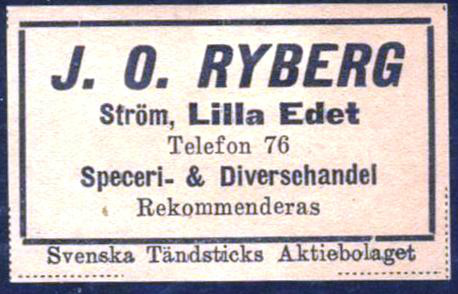 J. O. RYBERG
Ström, Lilla Edet
Telefon 76
Speceri- & Diversehandel
Rekommenderas
Svenska Tändsticks Aktiebolaget